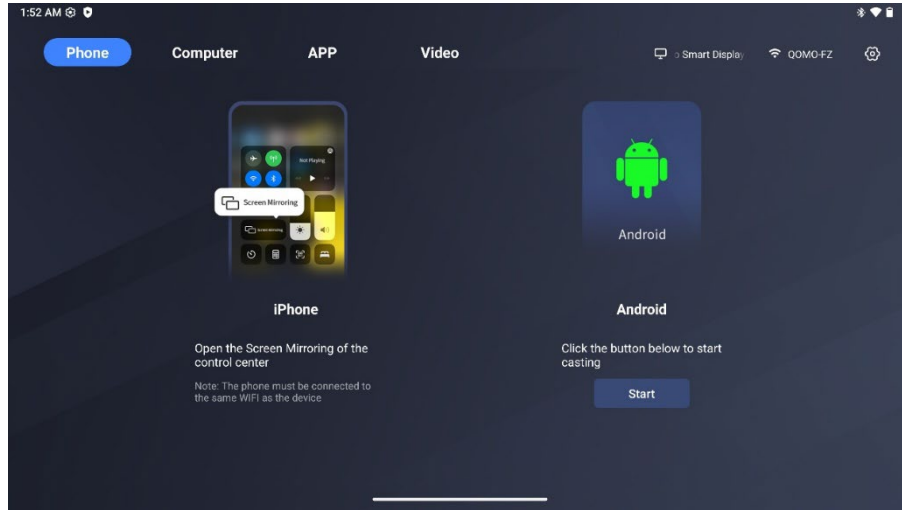 1:52 AM
Phone
Computer
APP
Video
Smart Display
QOMO-FZ
Not Playing
Screen Mirroring
Screen Mirroring
Android
iPhone
Open the Screen Mirroring of the
control center
Note: The phone must be connected to
the same WIFI as the device
Android
Click the button below to start
casting
Start